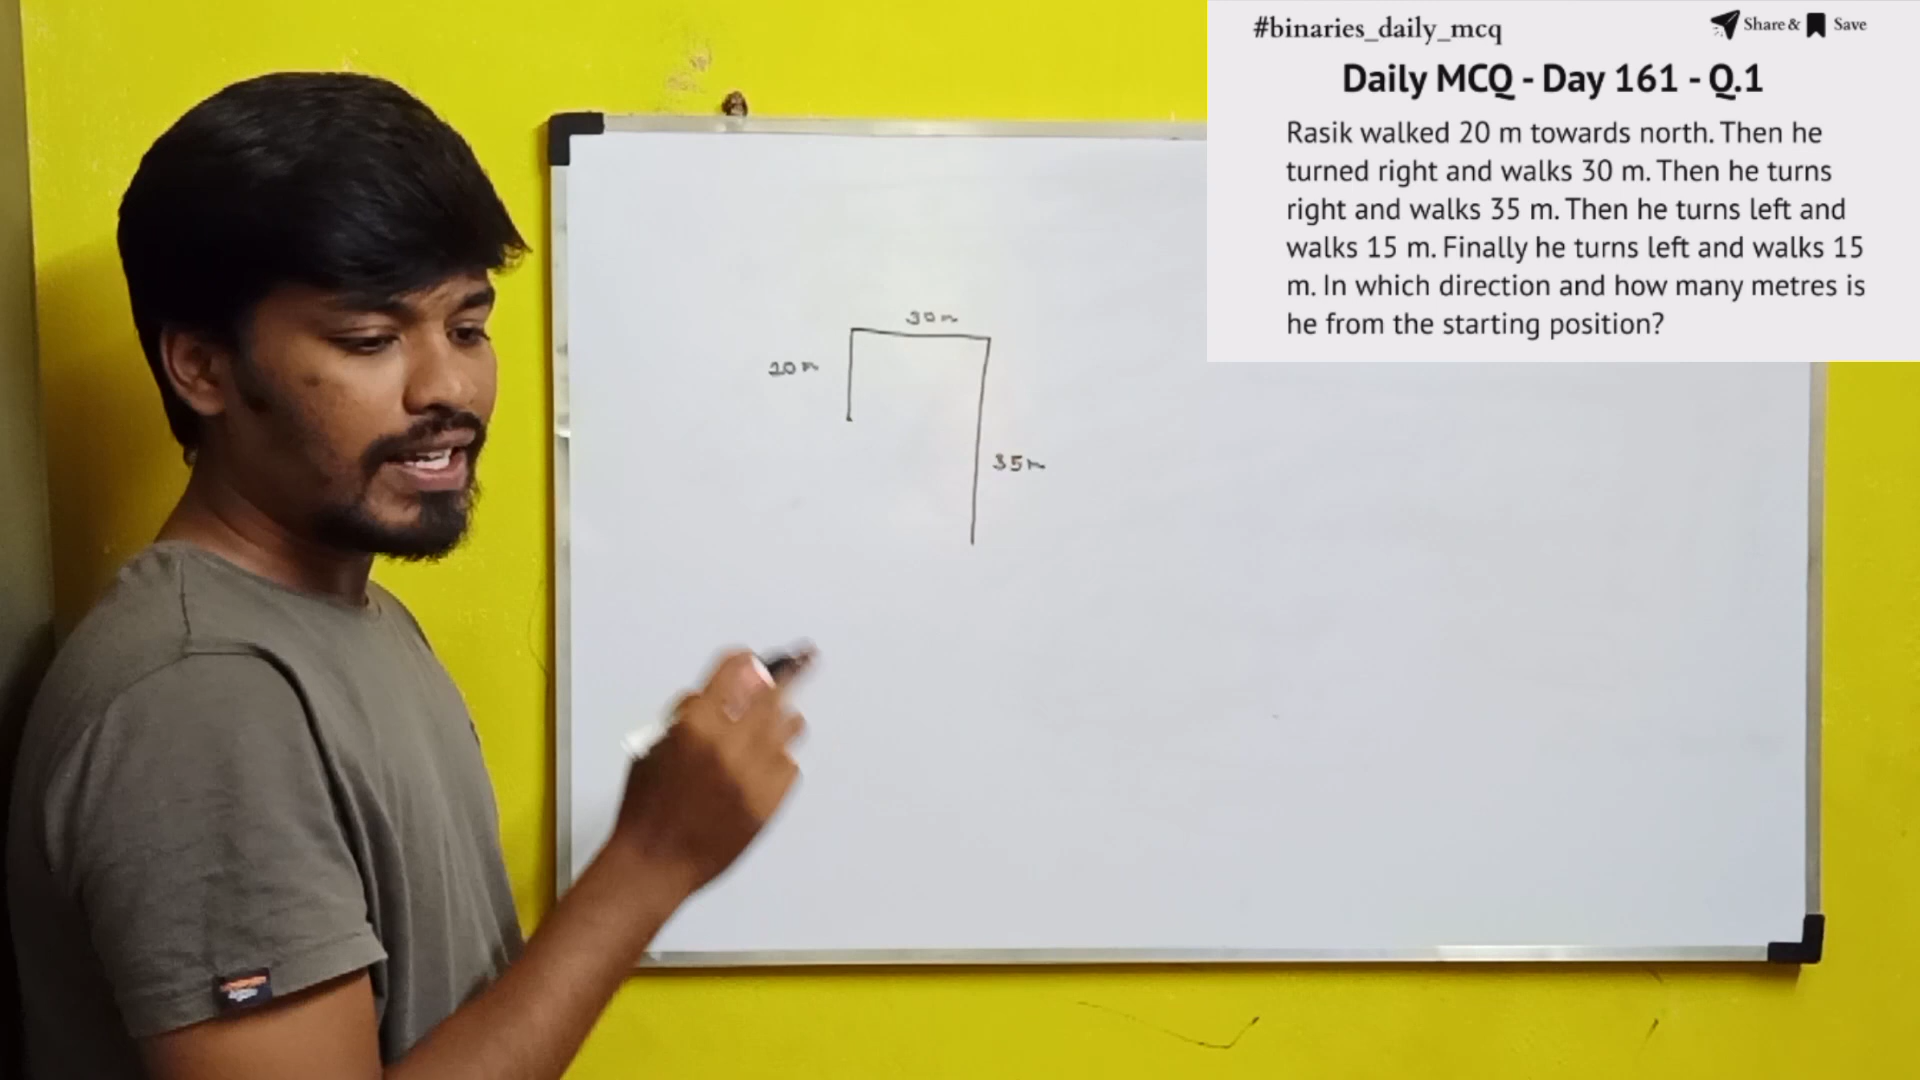 #binaries_daily_mcq
Share & Save
Daily MCQ - Day 161 - Q.1
Rasik walked 20 m towards north. Then he
turned right and walks 30 m. Then he turns
right and walks 35 m. Then he turns left and
walks 15 m. Finally he turns left and walks 15
m. In which direction and how many metres is
he from the starting position?
30m
20m
35m